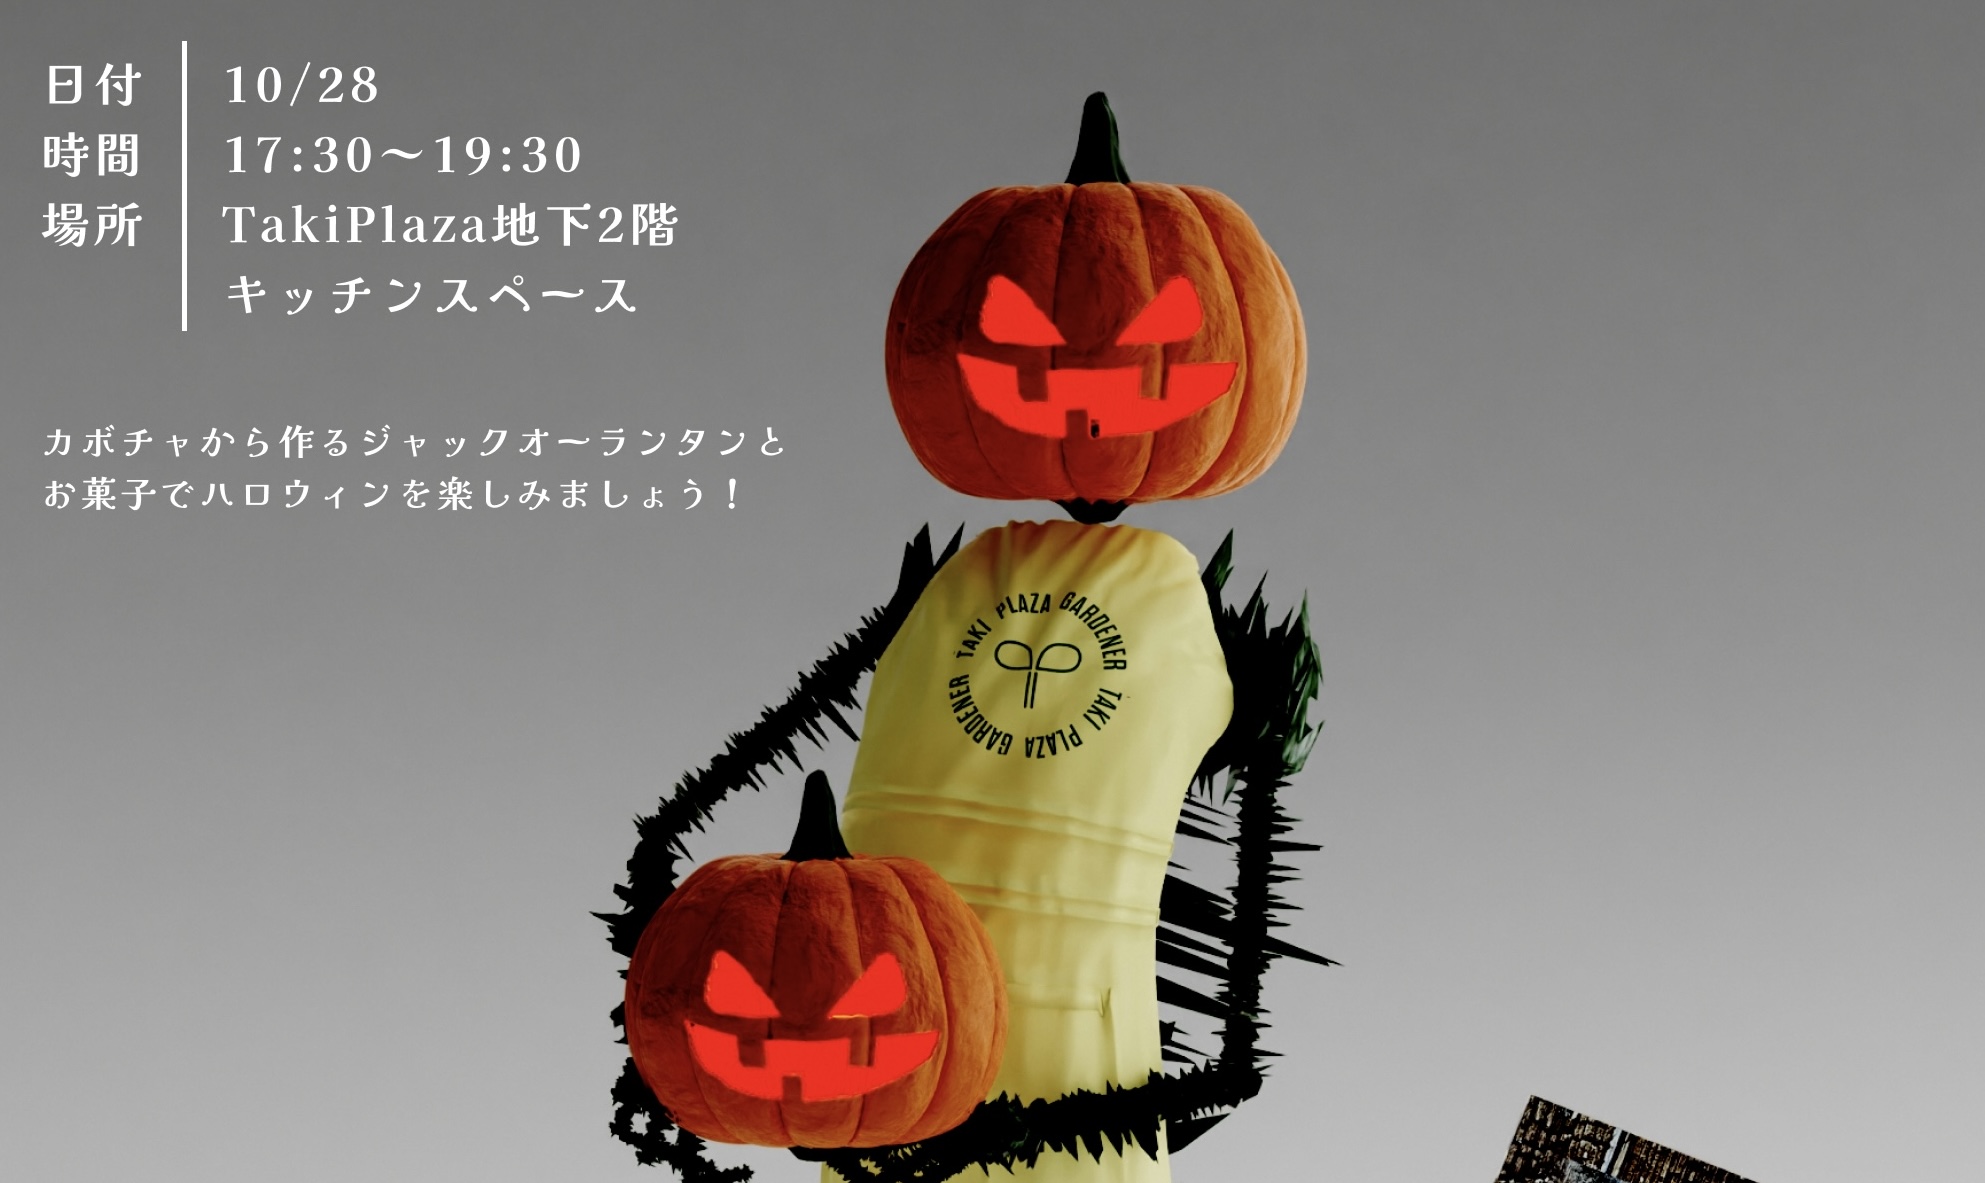 日付 10/28
時間 17:30〜19:30
場所 TakiPlaza地下2階
キッチンスペース
カボチャから作るジャックオーランタンと
お菓子でハロウィンを楽しみましょう!
TAKI PLAZA GARDENER TAKI PLAZA GARDENER